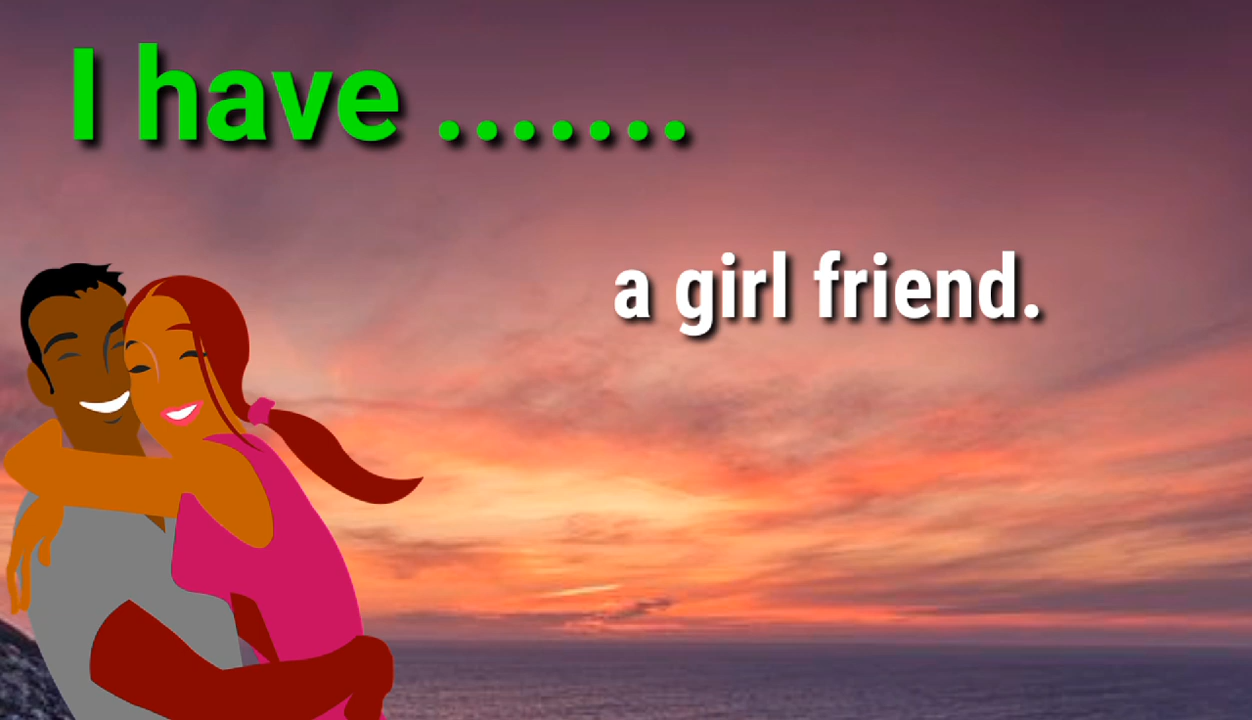 I have .......
a girl friend.